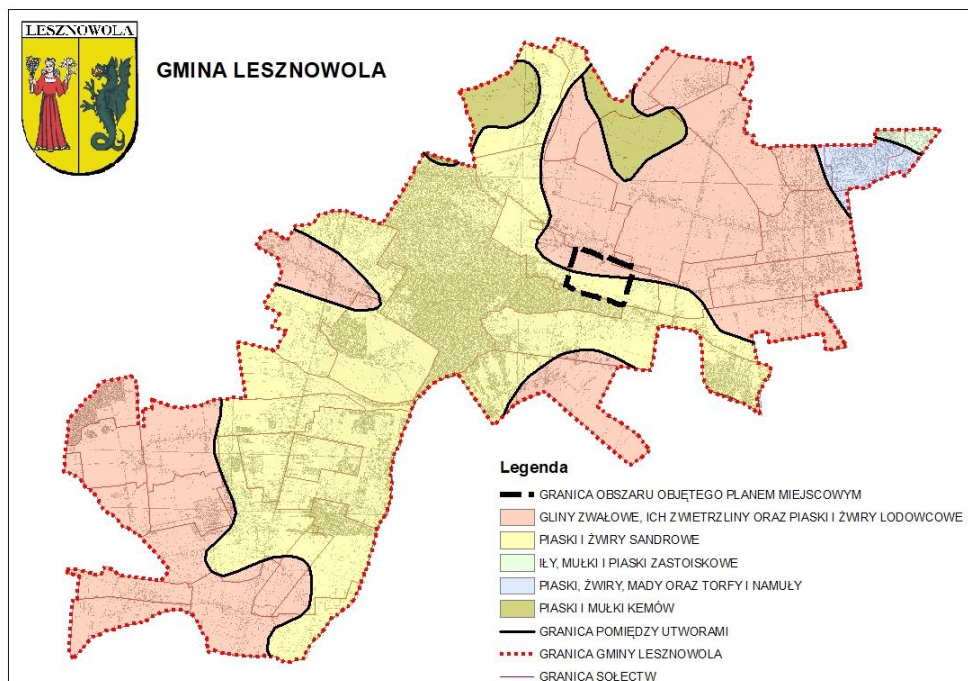 LESZNOWOLA
GMINA LESZNOWOLA
Legenda
GRANICA OBSZARU OBJĘTEGO PLANEM MIEJSCOWYM
GLINY ZWAŁOWE, ICH ZWIETRZLINY ORAZ PIASKI I ŻWIRY LODOWCOWE
PIASKI I ŻWIRY SANDROWE
IŁY, MUŁKI I PIASKI ZASTOISKOWE
PIASKI, ŻWIRY, MADY ORAZ TORFY I NAMUŁY
PIASKI I MUŁKI KEMÓW
GRANICA POMIĘDZY UTWORAMI
GRANICA GMINY LESZNOWOLA
GRANICA SOŁECTW